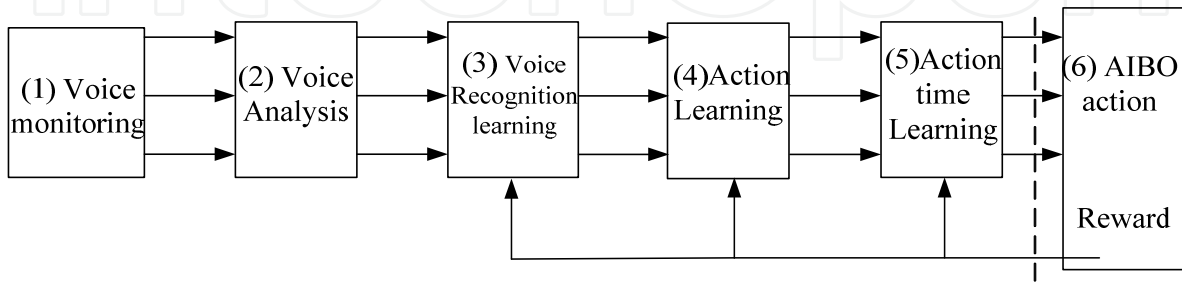 (1) Voice
monitoring
(2) Voice
Analysis
(3) Voice
Recognition
learning
(4)Action
Learning
(5)Action
time
Learning
(6) AIBO
action
Reward